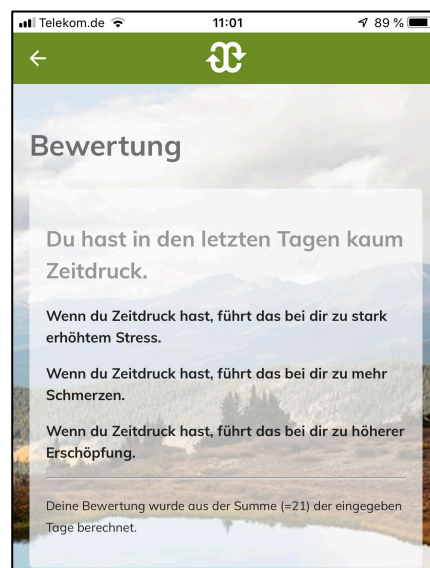 Telekom.de 11:01 89 %
Bewertung
Du hast in den letzten Tagen kaum
Zeitdruck.
Wenn du Zeitdruck hast, führt das bei dir zu stark
erhöhtem Stress.
Wenn du Zeitdruck hast, führt das bei dir zu mehr
Schmerzen.
Wenn du Zeitdruck hast, führt das bei dir zu höherer
Erschöpfung.
Deine Bewertung wurde aus der Summe (=21) der eingegeben
Tage berechnet.